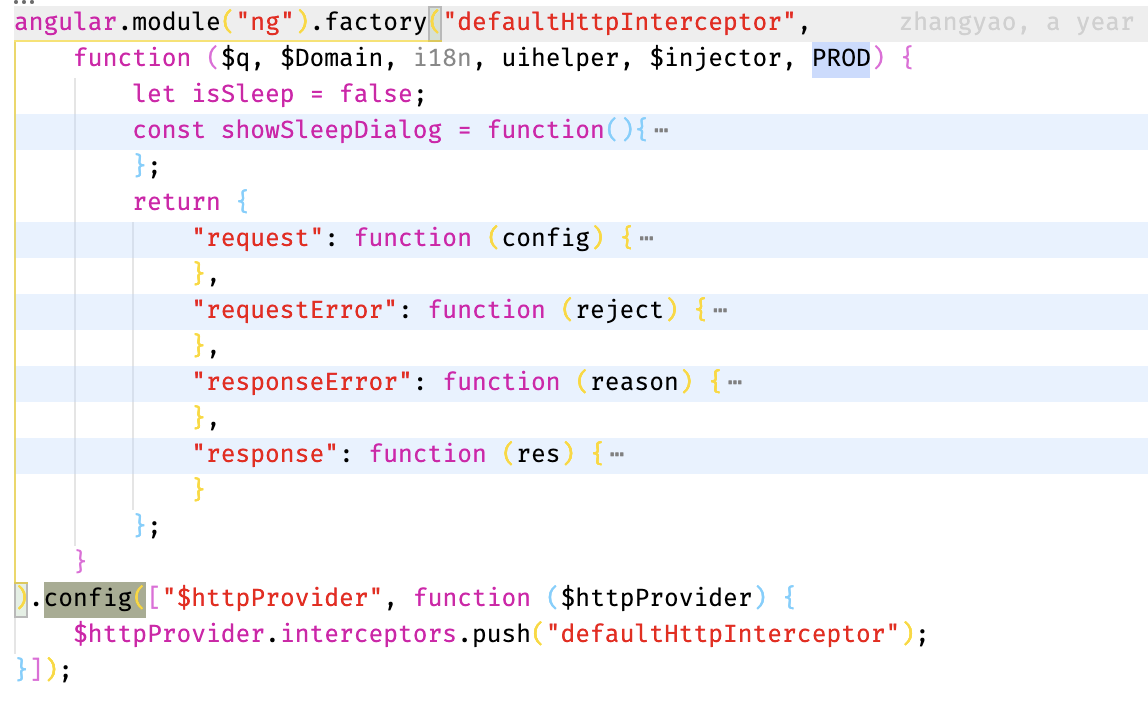 angular.module("ng").factory("defaultHttpInterceptor", zhangyao, a year
function ($q, $Domain, i18n, uihelper, $injector, PROD) {
let isSleep = false;
const showSleepDialog = function(){⋯
};
return {
"request": function (config) {⋯
},
"requestError": function (reject) {⋯
},
"responseError": function (reason) {⋯
},
"response": function (res) {⋯
}
};
}
).config(["$httpProvider", function ($httpProvider) {
$httpProvider.interceptors.push("defaultHttpInterceptor");
}]);